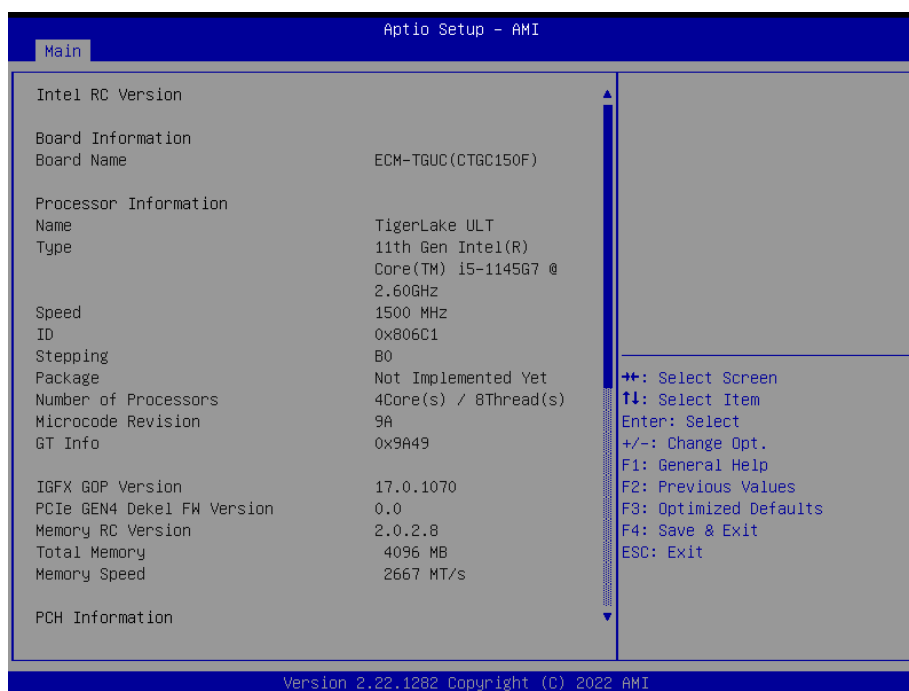 Aptio Setup – AMI
Main
Intel RC Version
Board Information
Board Name ECM-TGUC(CTGC150F)
Processor Information
Name TigerLake ULT
Type 11th Gen Intel(R)
Core(TM) i5-1145G7 @
2.60GHz
Speed 1500 MHz
ID 0x806C1
Stepping B0
Package Not Implemented Yet
Number of Processors 4Core(s) / 8Thread(s)
Microcode Revision 9A
GT Info 0x9A49
IGFX GOP Version 17.0.1070
PCIe GEN4 Dekel FW Version 0.0
Memory RC Version 2.0.2.8
Total Memory 4096 MB
Memory Speed 2667 MT/s
PCH Information
→←: Select Screen
↑↓: Select Item
Enter: Select
+/-: Change Opt.
F1: General Help
F2: Previous Values
F3: Optimized Defaults
F4: Save & Exit
ESC: Exit
Version 2.22.1282 Copyright (C) 2022 AMI